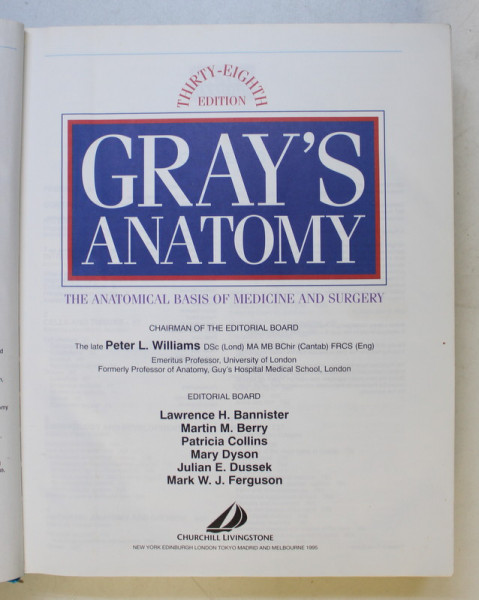 THIRTY-EIGHTH
EDITION
GRAY'S
ANATOMY
THE ANATOMICAL BASIS OF MEDICINE AND SURGERY
CHAIRMAN OF THE EDITORIAL BOARD
The late Peter L. Williams DSc (Lond) MA MB BChir (Cantab) FRCS (Eng)
Emeritus Professor, University of London
Formerly Professor of Anatomy, Guy's Hospital Medical School, London
EDITORIAL BOARD
Lawrence H. Bannister
Martin M. Berry
Patricia Collins
Mary Dyson
Julian E. Dussek
Mark W. J. Ferguson
CHURCHILL LIVINGSTONE
NEW YORK EDINBURGH LONDON TOKYO MADRID AND MELBOURNE 1995